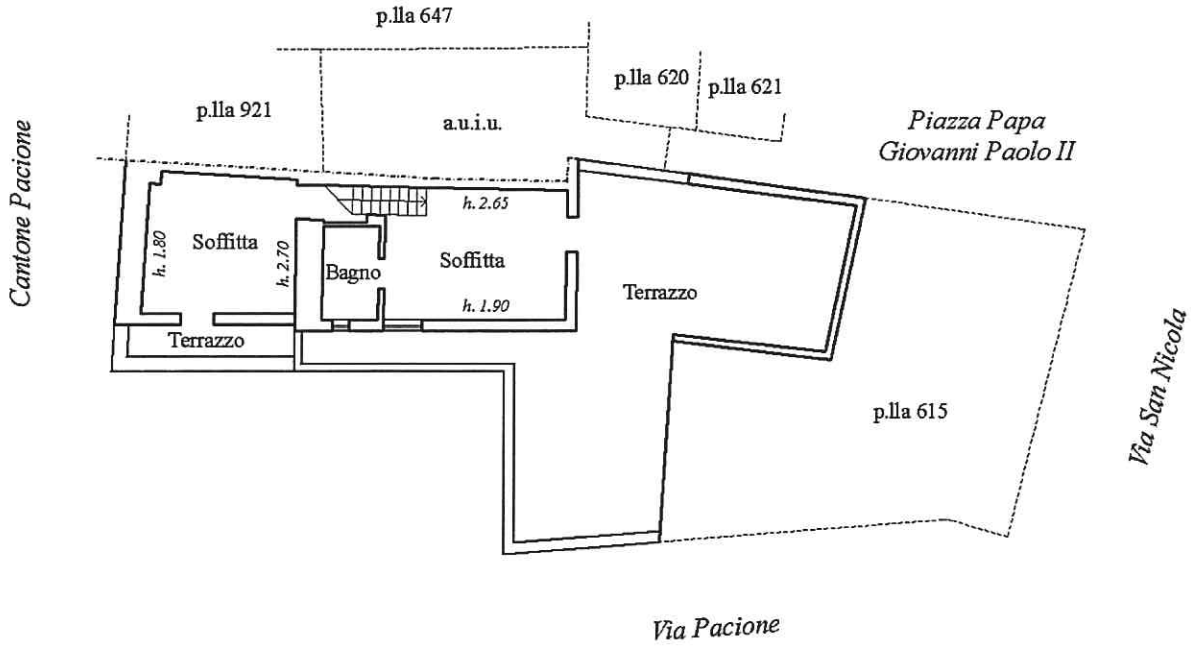 p.lla 647
p.lla 620
p.lla 621
p.lla 921
a.u.i.u.
Piazza Papa
Giovanni Paolo II
Cantone Pacione
h. 2.65
Soffitta
h. 1.80
h. 2.70
Bagno
Soffitta
h. 1.90
Terrazzo
Terrazzo
p.lla 615
Via San Nicola
Via Pacione